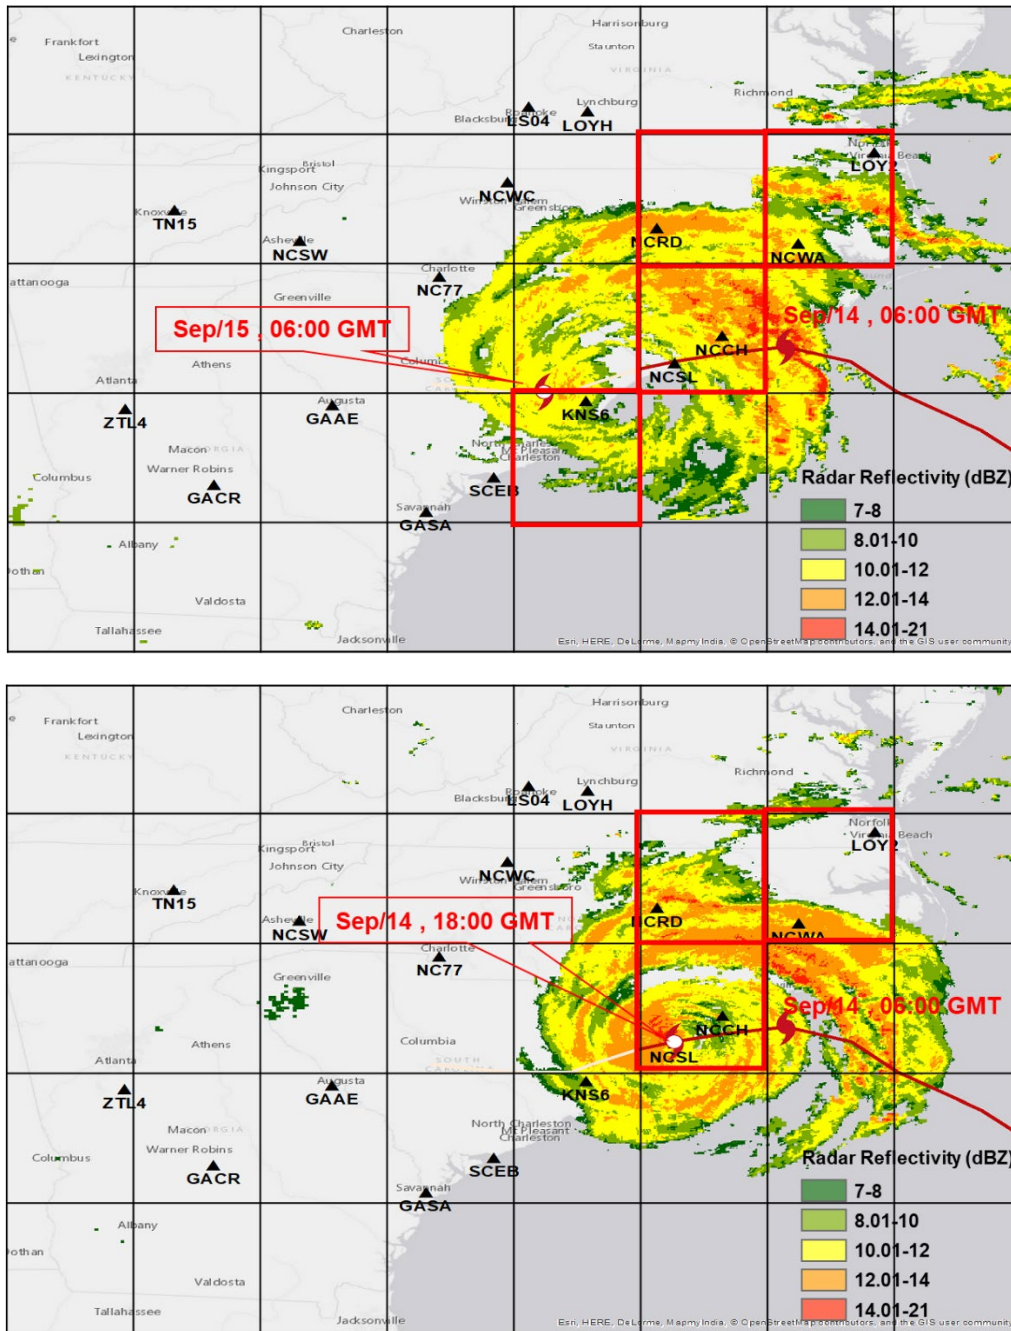 Harrisonburg
Charleston
Frankfort
Staunton
Lexington
KENTUCKY
VIRGINIA
Richmond
Lynchburg
Roanoke
Blacksburg
LS04
LOYH
Norfolk
Virginia Beach
LOY2
Bristol
Kingsport
Johnson City
NCWC
Winston Salem
Greensboro
Knoxville
TN15
NCRD
Asheville
NCSW
NCWA
attanooga
Charlotte
NC77
Greenville
Sep/15 , 06:00 GMT
Sep/14 , 06:00 GMT
NCCH
Athens
Columbia
NCSL
Atlanta
ZTL4
Augusta
GAAE
KNS6
North Charleston
Mt Pleasant
Charleston
Macon
GEORGIA
Warner Robins
Columbus
GACR
SCEB
Radar Reflectivity (dBZ)
Savannah
GASA
7-8
8.01-10
Albany
othan
10.01-12
Valdosta
12.01-14
Tallahassee
Jacksonville
14.01-21
Esri, HERE, DeLorme, MapmyIndia, © OpenStreetMap contributors, and the GIS user community
Harrisonburg
Charleston
Frankfort
Staunton
Lexington
KENTUCKY
VIRGINIA
Richmond
Lynchburg
Roanoke
Blacksburg
LS04
LOYH
Norfolk
Virginia Beach
LOY2
Bristol
Kingsport
Johnson City
NCWC
Winston Salem
Greensboro
Knoxville
TN15
NCRD
Sep/14 , 18:00 GMT
Asheville
NCSW
NCWA
Charlotte
attanooga
NC77
Greenville
Sep/14 , 06:00 GMT
NCCH
Athens
Columbia
NCSL
SOUTH
CAROLINA
Atlanta
ZTL4
Augusta
GAAE
KNS6
North Charleston
Mt Pleasant
Charleston
Macon
GEORGIA
Warner Robins
Columbus
GACR
SCEB
Radar Reflectivity (dBZ)
Savannah
GASA
7-8
8.01-10
Albany
othan
10.01-12
Valdosta
12.01-14
Tallahassee
Jacksonville
14.01-21
Esri, HERE, DeLorme, MapmyIndia, © OpenStreetMap contributors, and the GIS user community